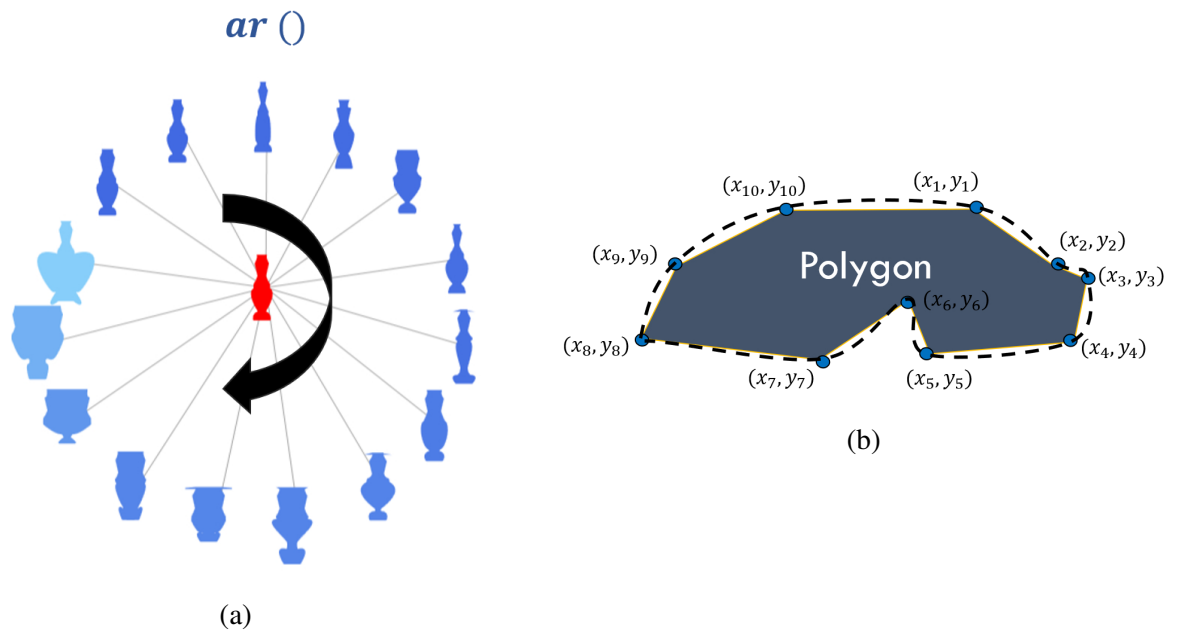 ar ()
(x₁₀, y₁₀)
(x₁, y₁)
(x₉, y₉)
Polygon
(x₂, y₂)
(x₃, y₃)
(x₆, y₆)
(x₈, y₈)
(x₄, y₄)
(x₇, y₇)
(x₅, y₅)
(a)
(b)